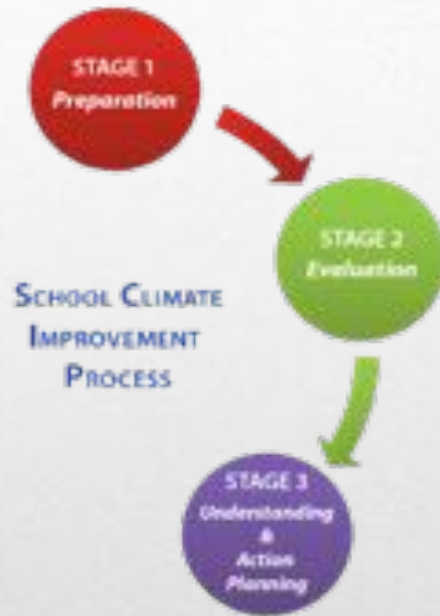 STAGE 1
Preparation
STAGE 2
Evaluation
SCHOOL CLIMATE
IMPROVEMENT
PROCESS
STAGE 3
Understanding
&
Action
Planning